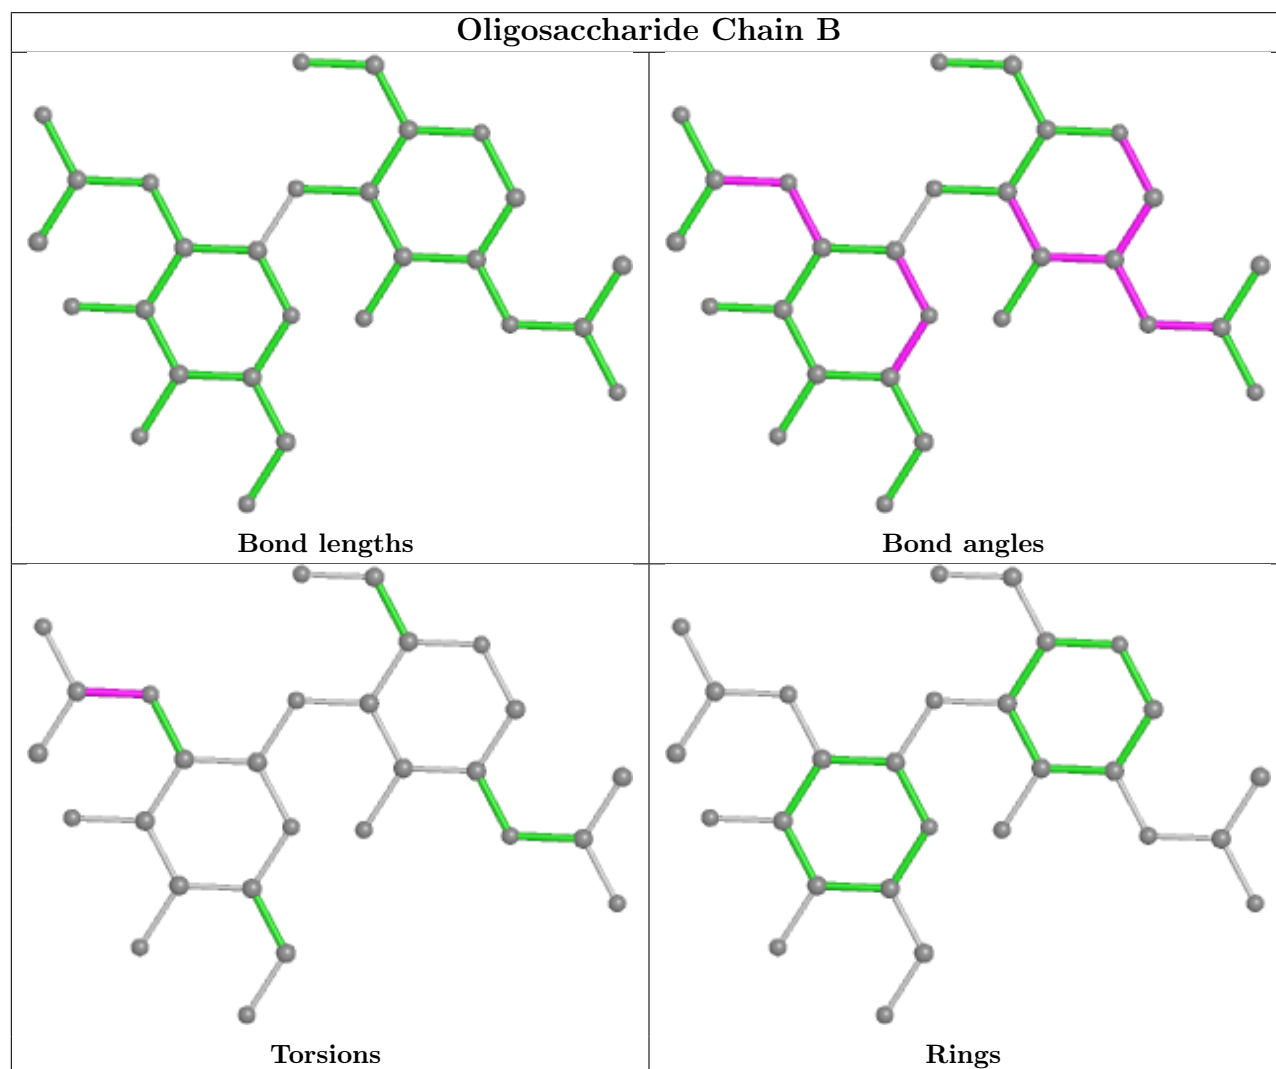 Oligosaccharide Chain B
Bond lengths
Bond angles
Torsions
Rings